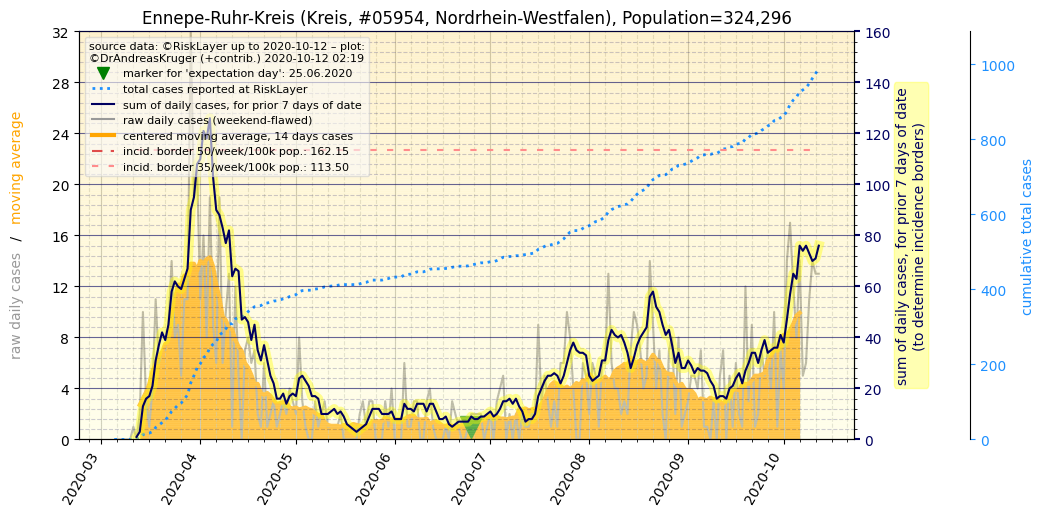 Ennepe-Ruhr-Kreis (Kreis, #05954, Nordrhein-Westfalen), Population=324,296
source data: ©RiskLayer up to 2020-10-12 – plot:
©DrAndreasKruger (+contrib.) 2020-10-12 02:19
marker for 'expectation day': 25.06.2020
total cases reported at RiskLayer
sum of daily cases, for prior 7 days of date
raw daily cases (weekend-flawed)
centered moving average, 14 days cases
incid. border 50/week/100k pop.: 162.15
incid. border 35/week/100k pop.: 113.50
raw daily cases / moving average
32
28
24
20
16
12
8
4
0
2020-03
2020-04
2020-05
2020-06
2020-07
2020-08
2020-09
2020-10
160
140
120
100
80
60
40
20
0
sum of daily cases, for prior 7 days of date
(to determine incidence borders)
1000
800
600
400
200
0
cumulative total cases